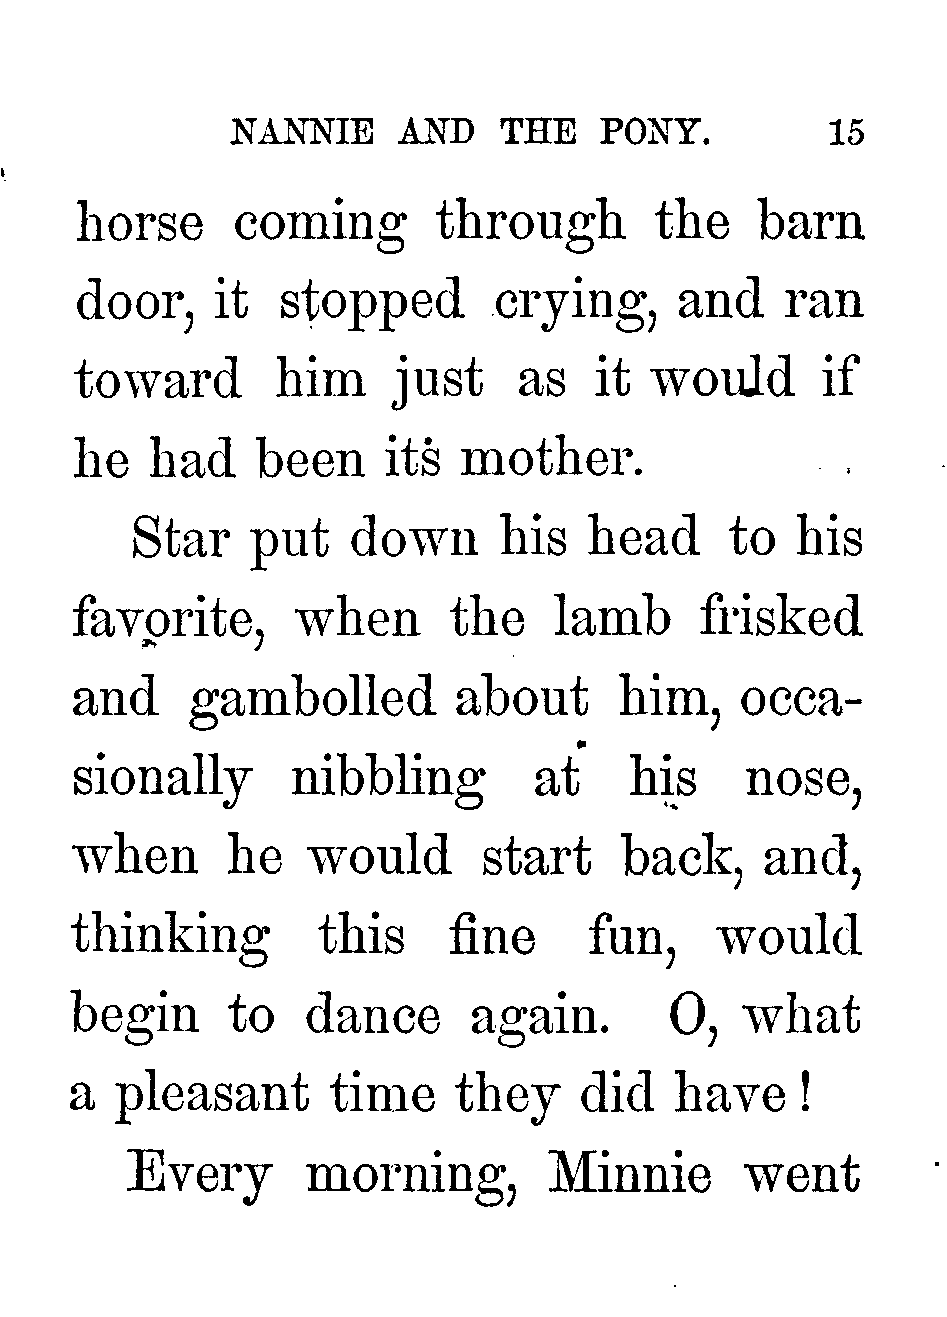 NANNIE AND THE PONY. 15
horse coming through the barn
door, it stopped crying, and ran
toward him just as it would if
he had been its mother.
Star put down his head to his
favorite, when the lamb frisked
and gambolled about him, occa-
sionally nibbling at his nose,
when he would start back, and,
thinking this fine fun, would
begin to dance again. O, what
a pleasant time they did have!
Every morning, Minnie went